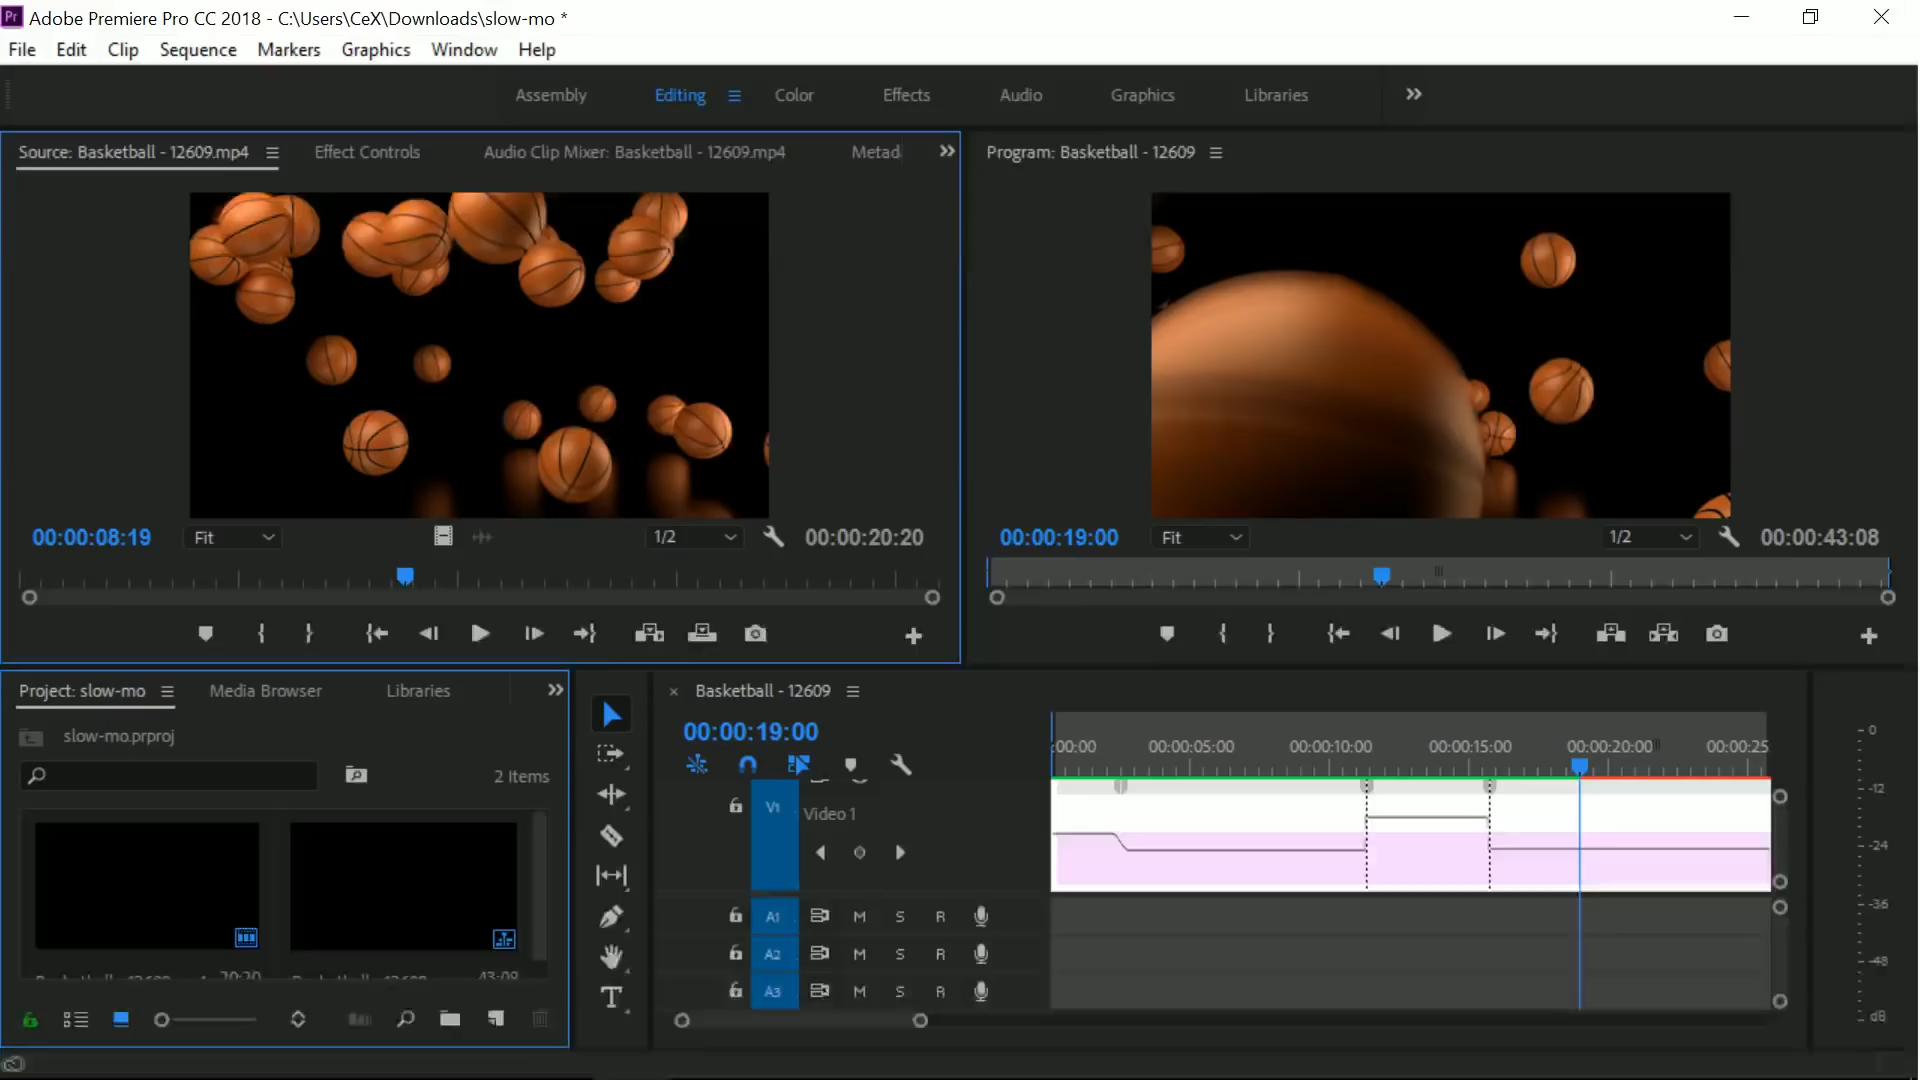 Pr Adobe Premiere Pro CC 2018 - C:\Users\CeX\Downloads\slow-mo *
File Edit Clip Sequence Markers Graphics Window Help
Assembly Editing Color Effects Audio Graphics Libraries
Source: Basketball - 12609.mp4 Effect Controls Audio Clip Mixer: Basketball - 12609.mp4 Metad
Program: Basketball - 12609
00:00:08:19 Fit 1/2 00:00:20:20
00:00:19:00 Fit 1/2 00:00:43:08
Project: slow-mo Media Browser Libraries
slow-mo.prproj
2 Items
20:20
43:08
Basketball - 12609
00:00:19:00
:00:00 00:00:05:00 00:00:10:00 00:00:15:00 00:00:20:00 00:00:25
V1 Video 1
A1 M S R
A2 M S R
A3 M S R
0
-12
-24
-36
-48
dB